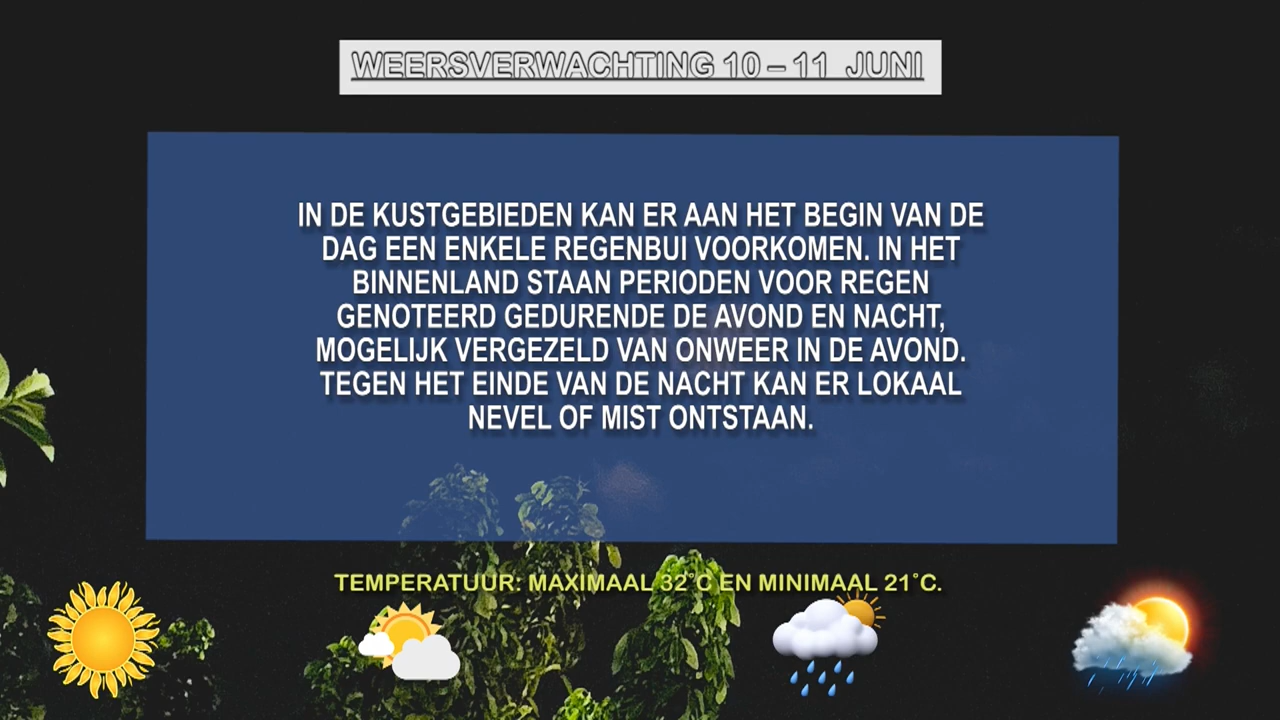 WEERSVERWACHTING 10 – 11 JUNI
IN DE KUSTGEBIEDEN KAN ER AAN HET BEGIN VAN DE
DAG EEN ENKELE REGENBUI VOORKOMEN. IN HET
BINNENLAND STAAN PERIODEN VOOR REGEN
GENOTEERD GEDURENDE DE AVOND EN NACHT,
MOGELIJK VERGEZELD VAN ONWEER IN DE AVOND.
TEGEN HET EINDE VAN DE NACHT KAN ER LOKAAL
NEVEL OF MIST ONTSTAAN.
TEMPERATUUR: MAXIMAAL 32°C EN MINIMAAL 21°C.